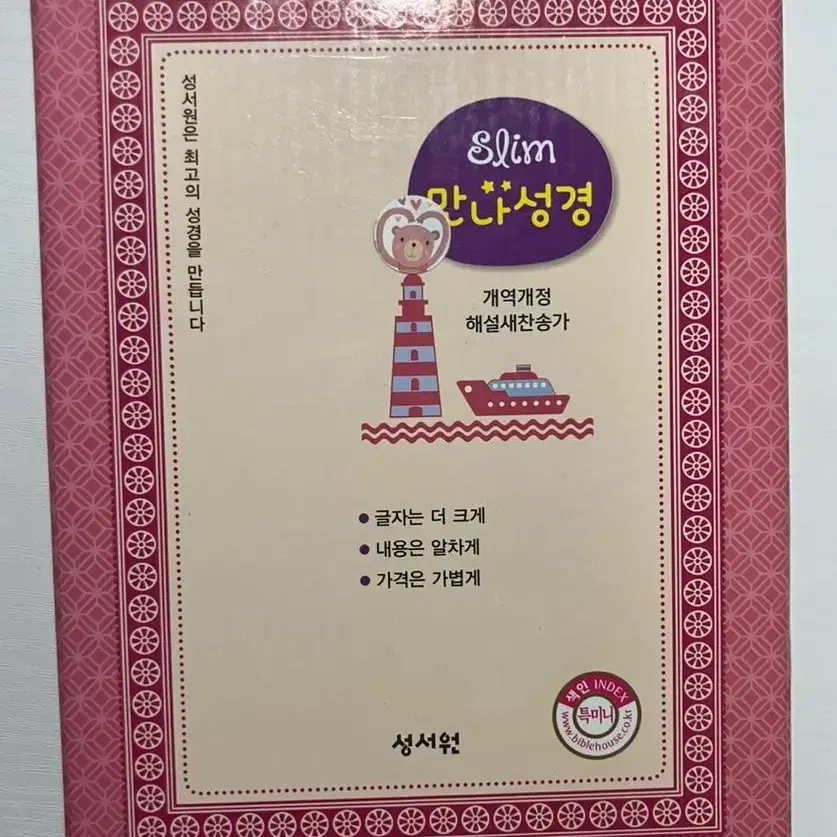 성서원은 최고의 성경을 만듭니다
Slim
만나성경
개역개정
해설새찬송가
• 글자는 더 크게
• 내용은 알차게
• 가격은 가볍게
색인 INDEX
특미니
www.biblehouse.co.kr
성서원